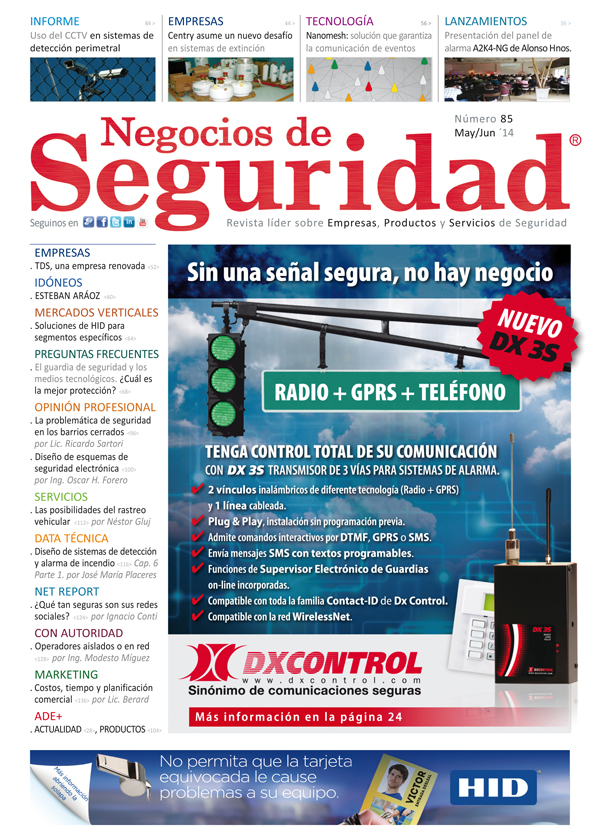 INFORME 64 >
Uso del CCTV en sistemas de
detección perimetral
EMPRESAS 44 >
Centry asume un nuevo desafío
en sistemas de extinción
TECNOLOGÍA 56 >
Nanomesh: solución que garantiza
la comunicación de eventos
LANZAMIENTOS 36 >
Presentación del panel de
alarma A2K4-NG de Alonso Hnos.
Número 85
May/Jun ´14
Negocios de
Seguridad®
Seguinos en
Revista líder sobre Empresas, Productos y Servicios de Seguridad
EMPRESAS
. TDS, una empresa renovada <52>
IDÓNEOS
. ESTEBAN ARÁOZ <60>
MERCADOS VERTICALES
. Soluciones de HID para
segmentos específicos <84>
PREGUNTAS FRECUENTES
. El guardia de seguridad y los
medios tecnológicos. ¿Cuál es
la mejor protección? <88>
OPINIÓN PROFESIONAL
. La problemática de seguridad
en los barrios cerrados <96>
por Lic. Ricardo Sartori
. Diseño de esquemas de
seguridad electrónica <100>
por Ing. Oscar H. Forero
SERVICIOS
. Las posibilidades del rastreo
vehicular <112> por Néstor Gluj
DATA TÉCNICA
. Diseño de sistemas de detección
y alarma de incendio <116> Cap. 6
Parte 1. por José María Placeres
NET REPORT
. ¿Qué tan seguras son sus redes
sociales? <124> por Ignacio Conti
CON AUTORIDAD
. Operadores aislados o en red
<128> por Ing. Modesto Míguez
MARKETING
. Costos, tiempo y planificación
comercial <136> por Lic. Berard
ADE+
. ACTUALIDAD <26>, PRODUCTOS <104>
Sin una señal segura, no hay negocio
NUEVO
DX 3S
RADIO + GPRS + TELÉFONO
TENGA CONTROL TOTAL DE SU COMUNICACIÓN
CON DX 3S TRANSMISOR DE 3 VÍAS PARA SISTEMAS DE ALARMA.
2 vínculos inalámbricos de diferente tecnología (Radio + GPRS)
y 1 línea cableada.
Plug & Play, instalación sin programación previa.
Admite comandos interactivos por DTMF, GPRS o SMS.
Envía mensajes SMS con textos programables.
Funciones de Supervisor Electrónico de Guardias
on-line incorporadas.
Compatible con toda la familia Contact-ID de Dx Control.
Compatible con la red WirelessNet.
DX 3S
DXCONTROL
DXCONTROL
www.dxcontrol.com
Sinónimo de comunicaciones seguras
Más información en la página 24
Más información
abriendo la
solapa
No permita que la tarjeta
equivocada le cause
problemas a su equipo.
VICTOR
HID